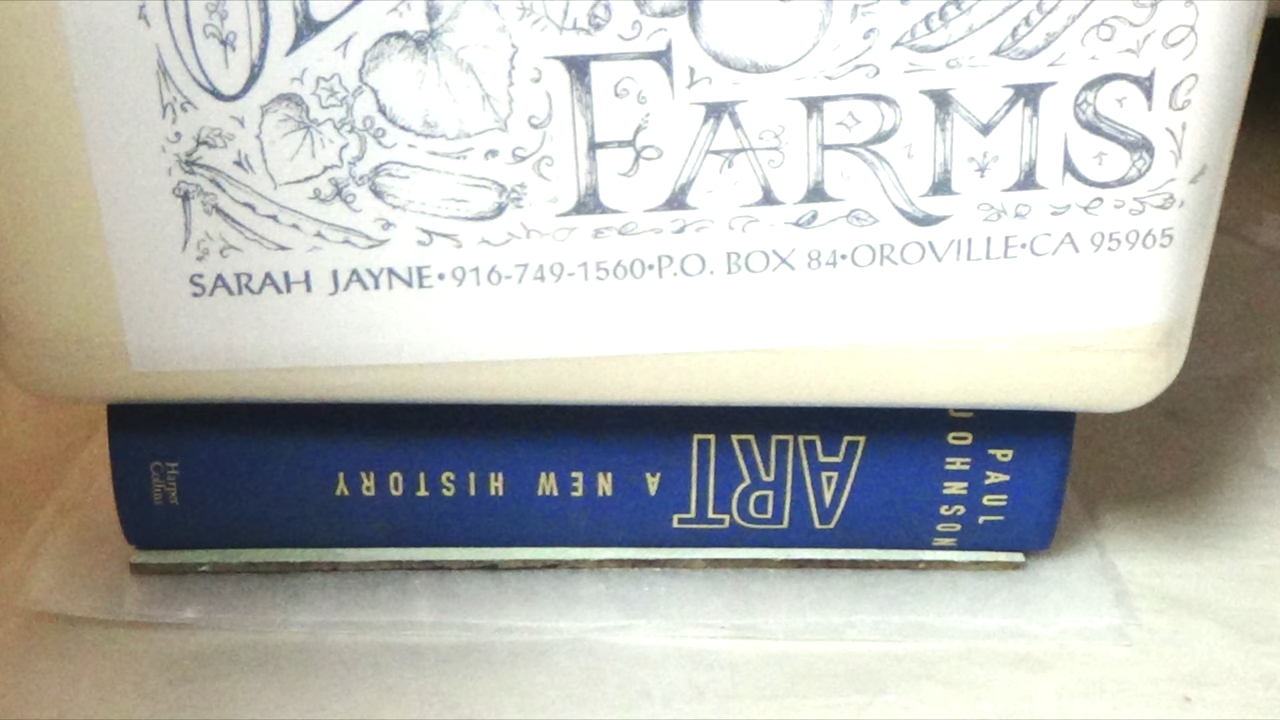 FARMS
SARAH JAYNE•916-749-1560•P.O. BOX 84•OROVILLE•CA 95965
PAUL
JOHNSON
ART
A NEW HISTORY
Harper
Collins